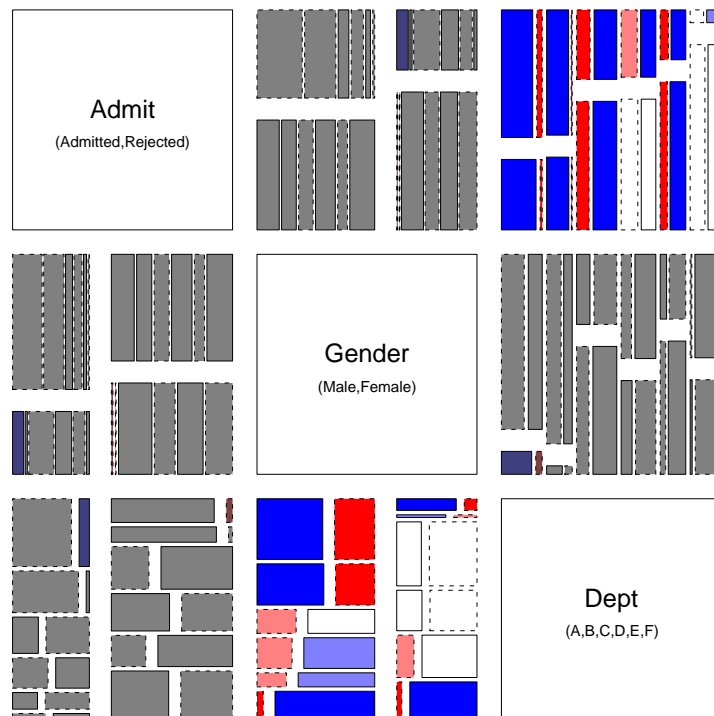 Admit
(Admitted,Rejected)
Gender
(Male,Female)
Dept
(A,B,C,D,E,F)